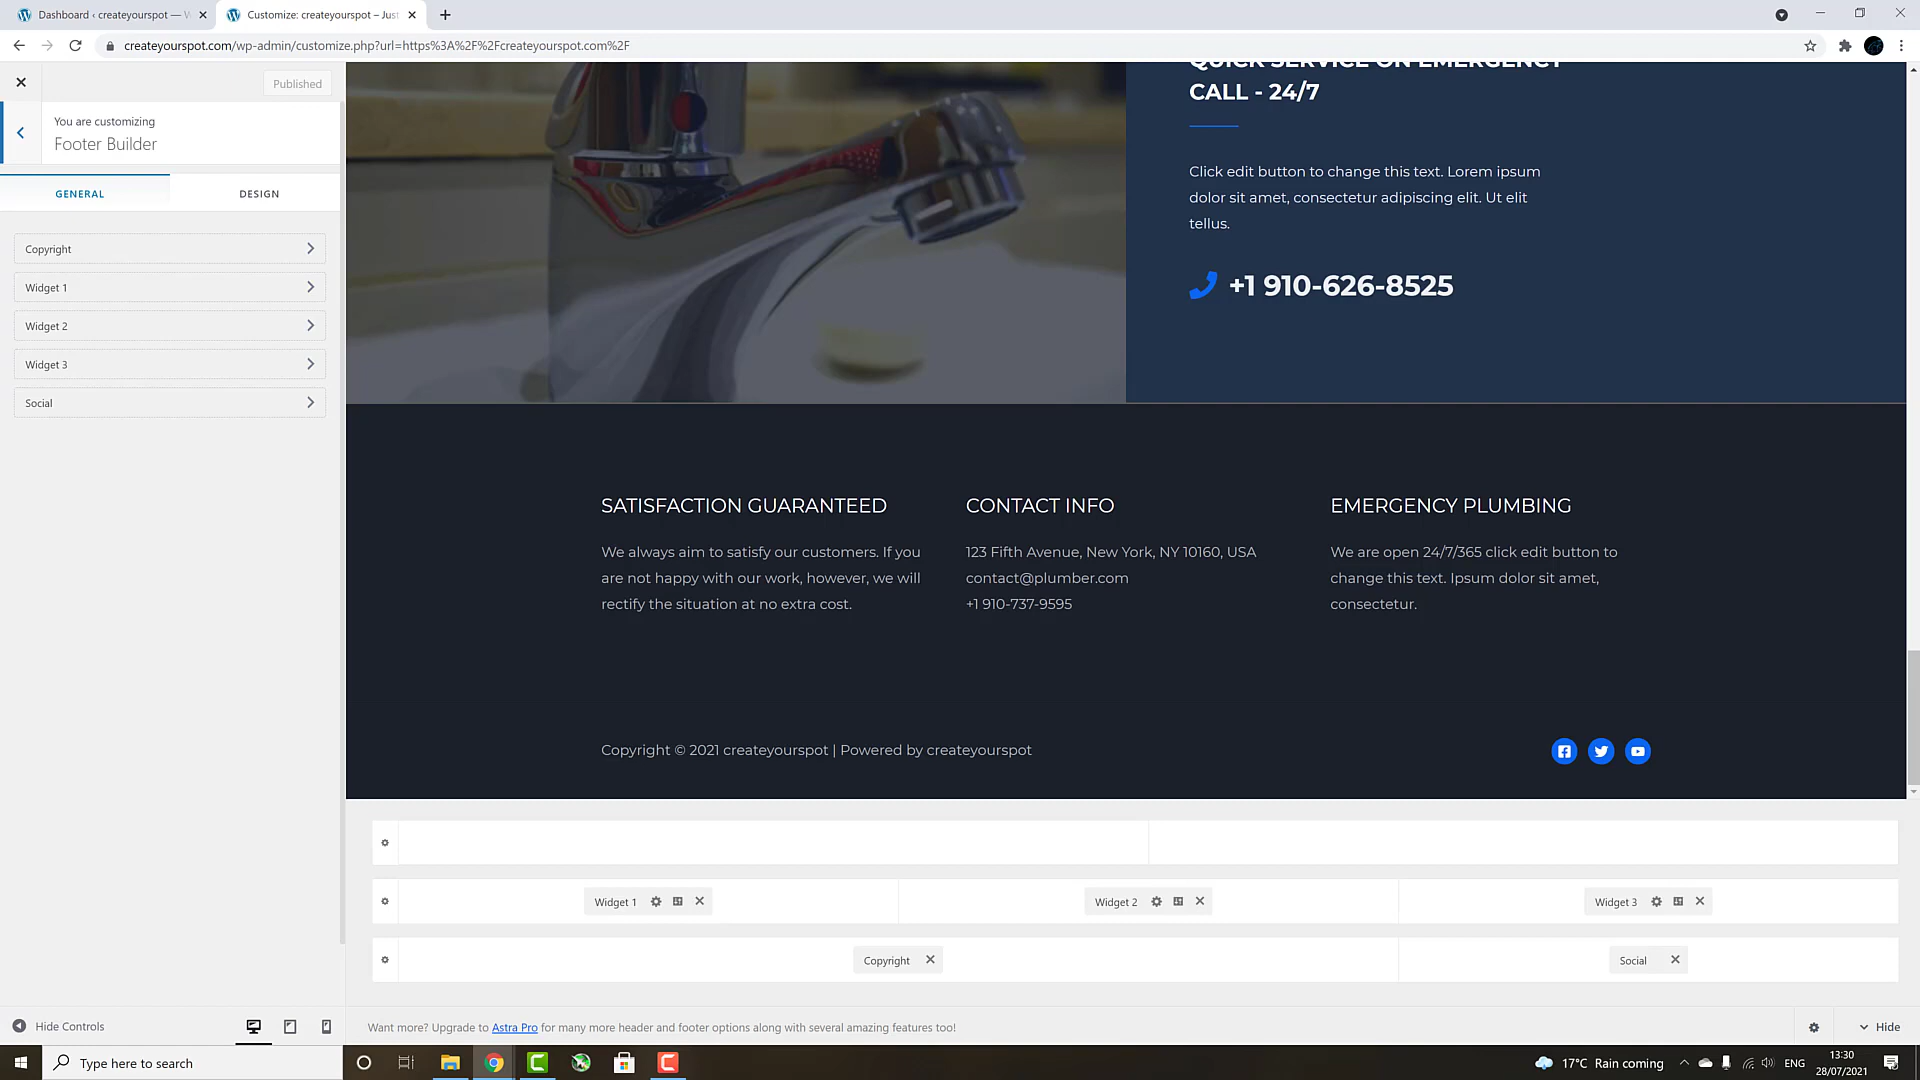 Dashboard ‹ createyourspot — W
Customize: createyourspot – Just
createyourspot.com/wp-admin/customize.php?url=https%3A%2F%2Fcreateyourspot.com%2F
Published
You are customizing
Footer Builder
GENERAL
DESIGN
Copyright
Widget 1
Widget 2
Widget 3
Social
QUICK SERVICE ON EMERGENCY
CALL - 24/7
Click edit button to change this text. Lorem ipsum
dolor sit amet, consectetur adipiscing elit. Ut elit
tellus.
+1 910-626-8525
SATISFACTION GUARANTEED
We always aim to satisfy our customers. If you
are not happy with our work, however, we will
rectify the situation at no extra cost.
CONTACT INFO
123 Fifth Avenue, New York, NY 10160, USA
contact@plumber.com
+1 910-737-9595
EMERGENCY PLUMBING
We are open 24/7/365 click edit button to
change this text. Ipsum dolor sit amet,
consectetur.
Copyright © 2021 createyourspot | Powered by createyourspot
Widget 1
Widget 2
Widget 3
Copyright
Social
Hide Controls
Want more? Upgrade to Astra Pro for many more header and footer options along with several amazing features too!
Hide
Type here to search
17°C Rain coming
ENG
13:30
28/07/2021